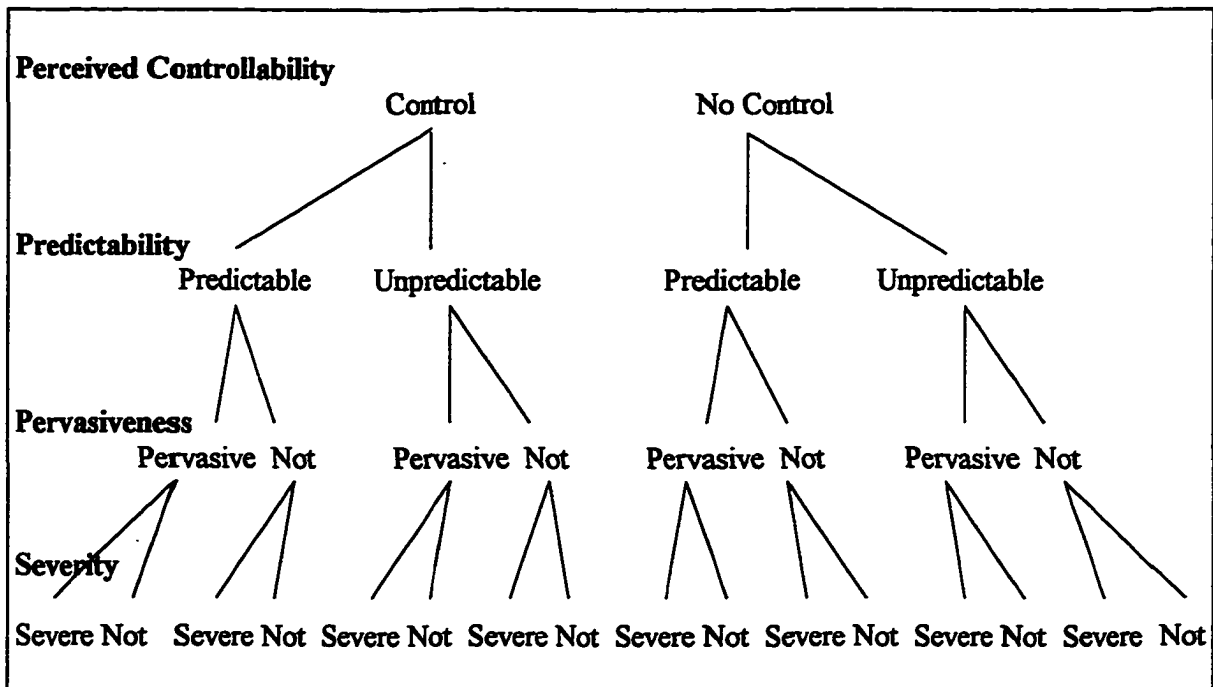 Perceived Controllability
Control No Control
Predictability
Predictable Unpredictable Predictable Unpredictable
Pervasiveness
Pervasive Not Pervasive Not Pervasive Not Pervasive Not
Severity
Severe Not Severe Not Severe Not Severe Not Severe Not Severe Not Severe Not Severe Not